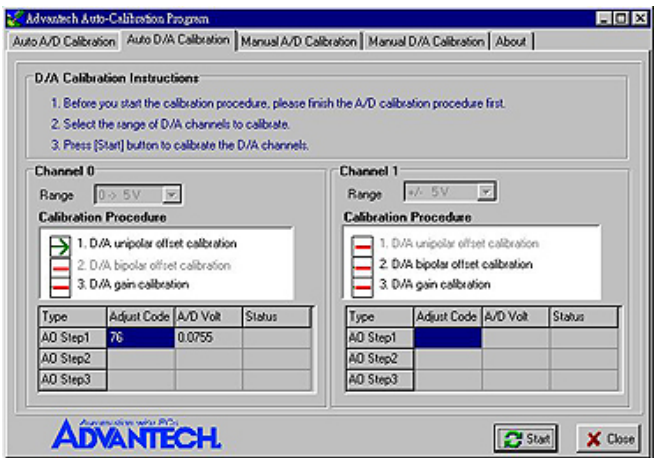 Advantech Auto-Calibration Program
Auto A/D Calibration Auto D/A Calibration Manual A/D Calibration Manual D/A Calibration About
D/A Calibration Instructions
1. Before you start the calibration procedure, please finish the A/D calibration procedure first.
2. Select the range of D/A channels to calibrate.
3. Press [Start] button to calibrate the D/A channels.
Channel 0
Range 0 -> 5 V
Calibration Procedure
1. D/A unipolar offset calibration
2. D/A bipolar offset calibration
3. D/A gain calibration
Type Adjust Code A/D Volt Status
AO Step1 76 0.0755
AO Step2
AO Step3
Channel 1
Range +/- 5 V
Calibration Procedure
1. D/A unipolar offset calibration
2. D/A bipolar offset calibration
3. D/A gain calibration
Type Adjust Code A/D Volt Status
AO Step1
AO Step2
AO Step3
Automation with PCs
ADVANTECH.
Start
Close